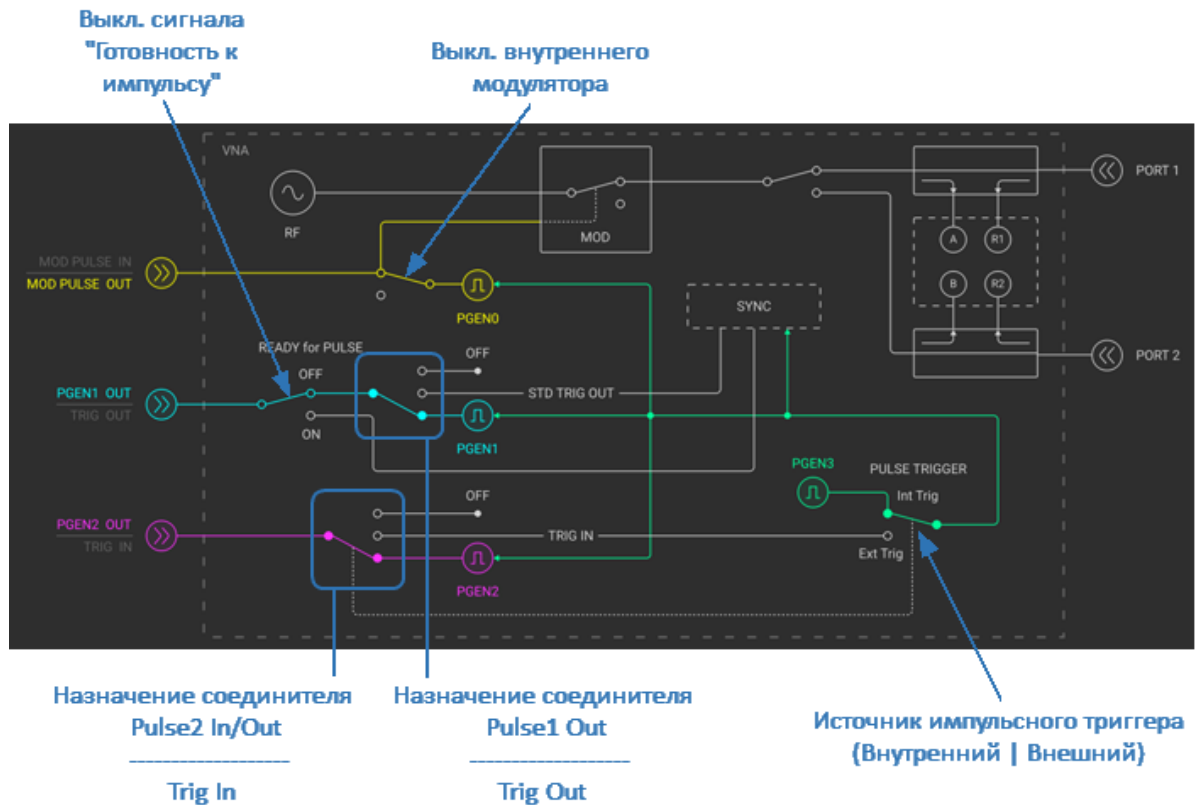 Выкл. сигнала
"Готовность к
импульсу"
Выкл. внутреннего
модулятора
VNA
RF
MOD
PORT 1
A
R1
B
R2
MOD PULSE IN
MOD PULSE OUT
PGEN0
SYNC
READY for PULSE
OFF
OFF
PORT 2
PGEN1 OUT
TRIG OUT
STD TRIG OUT
ON
PGEN1
PGEN3
PULSE TRIGGER
Int Trig
OFF
PGEN2 OUT
TRIG IN
TRIG IN
Ext Trig
PGEN2
Назначение соединителя
Pulse2 In/Out
-------------------
Trig In
Назначение соединителя
Pulse1 Out
-------------------
Trig Out
Источник импульсного триггера
(Внутренний | Внешний)